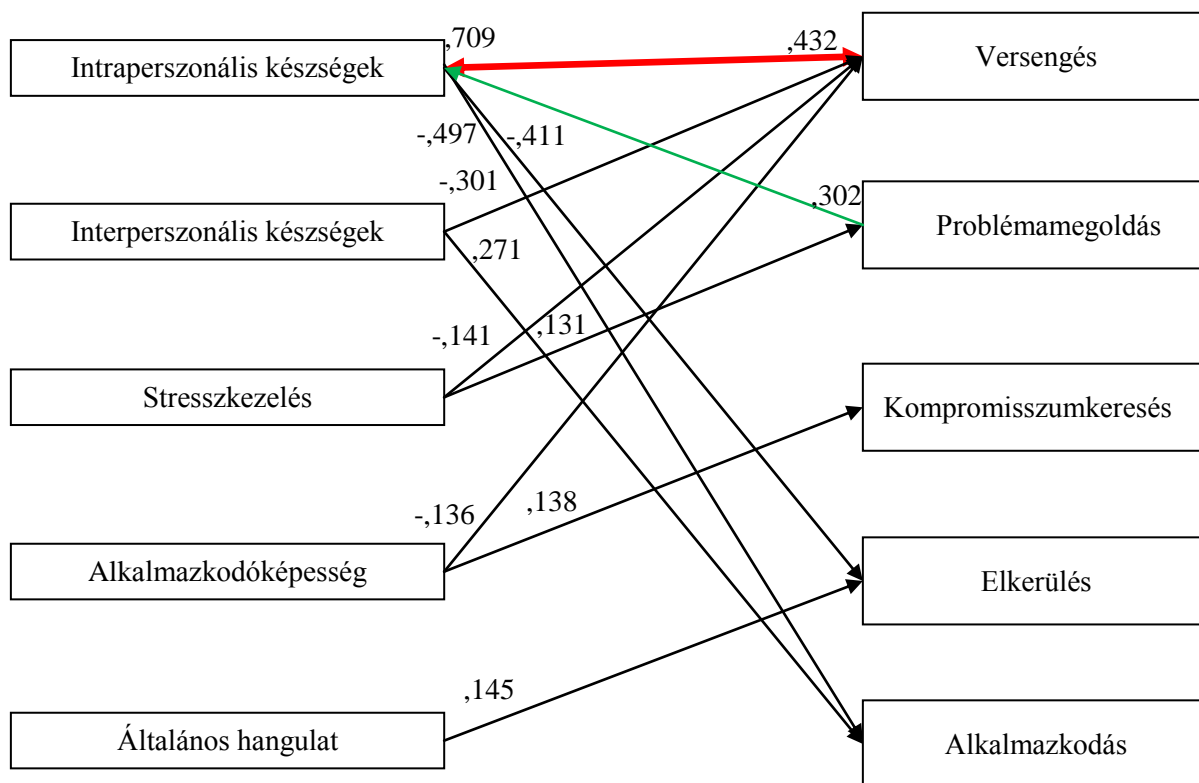 ,709
,432
Intraperszonális készségek
Versengés
-,497
-,411
-,301
,302
Interperszonális készségek
Problémamegoldás
,271
-,141
,131
Stresszkezelés
Kompromisszumkeresés
-,136
,138
Alkalmazkodóképesség
Elkerülés
,145
Általános hangulat
Alkalmazkodás